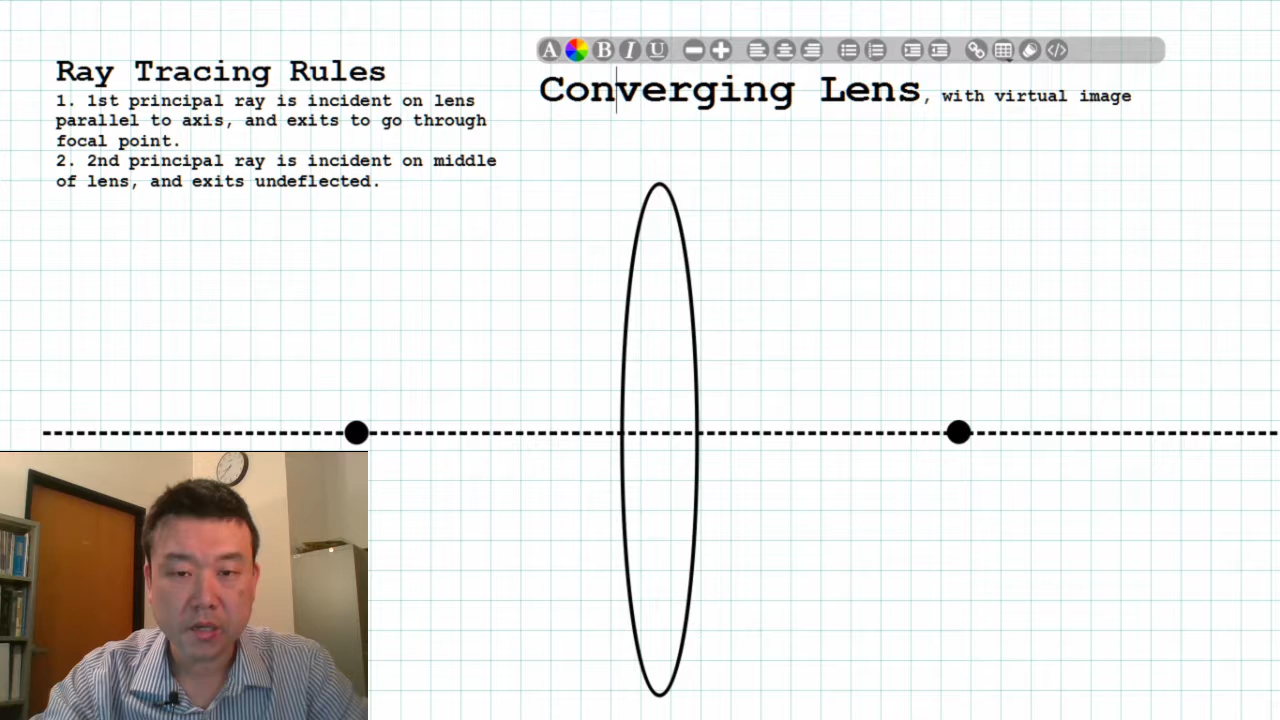 Ray Tracing Rules
1. 1st principal ray is incident on lens
parallel to axis, and exits to go through
focal point.
2. 2nd principal ray is incident on middle
of lens, and exits undeflected.
A B I U
Converging Lens, with virtual image